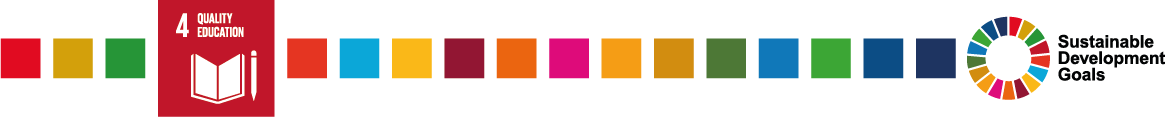 4 QUALITY
EDUCATION
Sustainable
Development
Goals